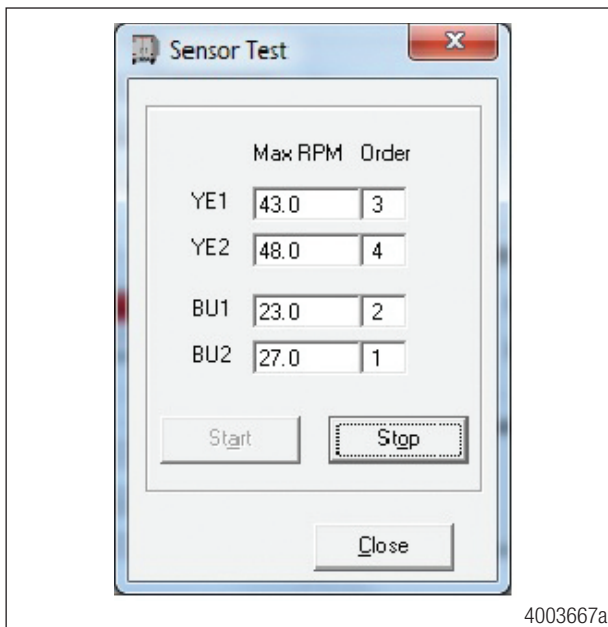 Sensor Test
Max RPM Order
YE1 43.0 3
YE2 48.0 4
BU1 23.0 2
BU2 27.0 1
Start Stop
Close
4003667a